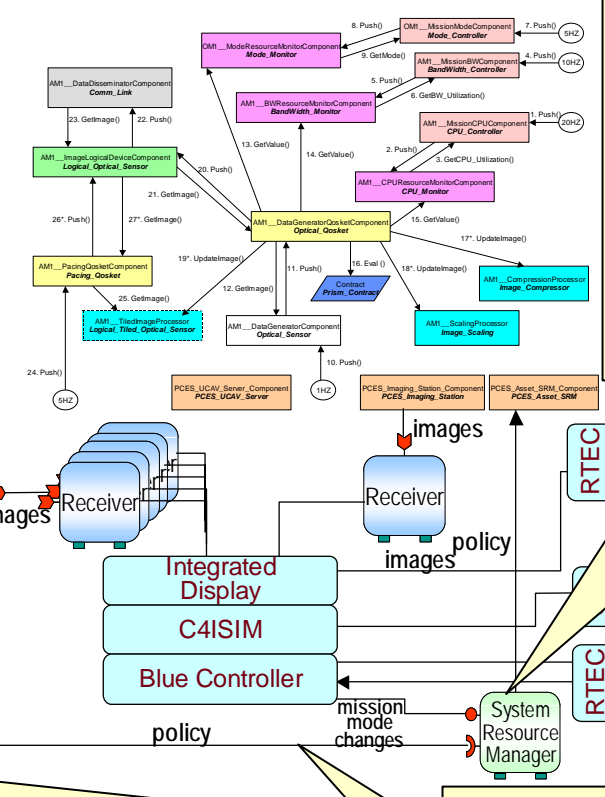 8. Push()
OM1__MissionModeComponent
Mode_Controller
7. Push()
5HZ
OM1__ModeResourceMonitorComponent
Mode_Monitor
9. GetMode()
4. Push()
AM1__MissionBWComponent
BandWidth_Controller
10HZ
AM1__DataDisseminatorComponent
Comm_Link
5. Push()
6. GetBW_Utilization()
AM1__BWResourceMonitorComponent
BandWidth_Monitor
23. GetImage()
22. Push()
1. Push()
AM1__MissionCPUComponent
CPU_Controller
20HZ
13. GetValue()
14. GetValue()
2. Push()
3. GetCPU_Utilization()
AM1__ImageLogicalDeviceComponent
Logical_Optical_Sensor
20. Push()
AM1__CPUResourceMonitorComponent
CPU_Monitor
21. GetImage()
26*. Push()
27*. GetImage()
AM1__DataGeneratorQosketComponent
Optical_Qosket
15. GetValue()
17*. UpdateImage()
19*. UpdateImage()
11. Push()
16. Eval ()
18*. UpdateImage()
AM1__PacingQosketComponent
Pacing_Qosket
12. GetImage()
Contract
Prism_Contract
AM1__CompressionProcessor
Image_Compressor
25. GetImage()
AM1__TiledImageProcessor
Logical_Tiled_Optical_Sensor
AM1__DataGeneratorComponent
Optical_Sensor
AM1__ScalingProcessor
Image_Scaling
24. Push()
10. Push()
5HZ
1HZ
PCES_UCAV_Server_Component
PCES_UCAV_Server
PCES_Imaging_Station_Component
PCES_Imaging_Station
PCES_Asset_SRM_Component
PCES_Asset_SRM
images
RTEC
Receiver
er
Receiver
nages
images
policy
Integrated
Display
C4ISIM
Blue Controller
RTEC
mission
mode
changes
policy
System
Resource
Manager